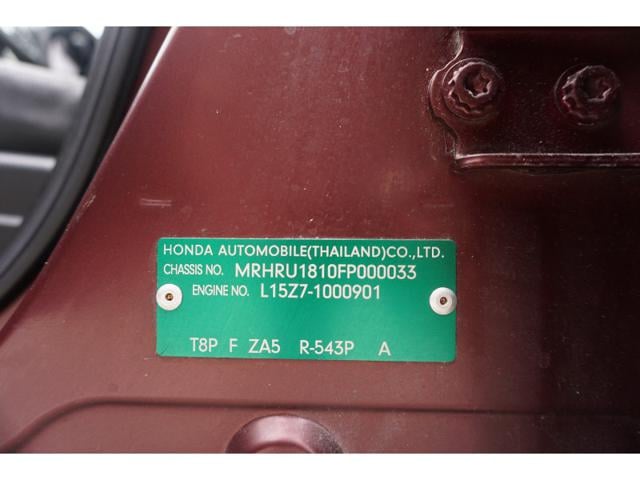 HONDA AUTOMOBILE(THAILAND)CO.,LTD.
CHASSIS NO. MRHRU1810FP000033
ENGINE NO. L15Z7-1000901
T8P F ZA5 R-543P A